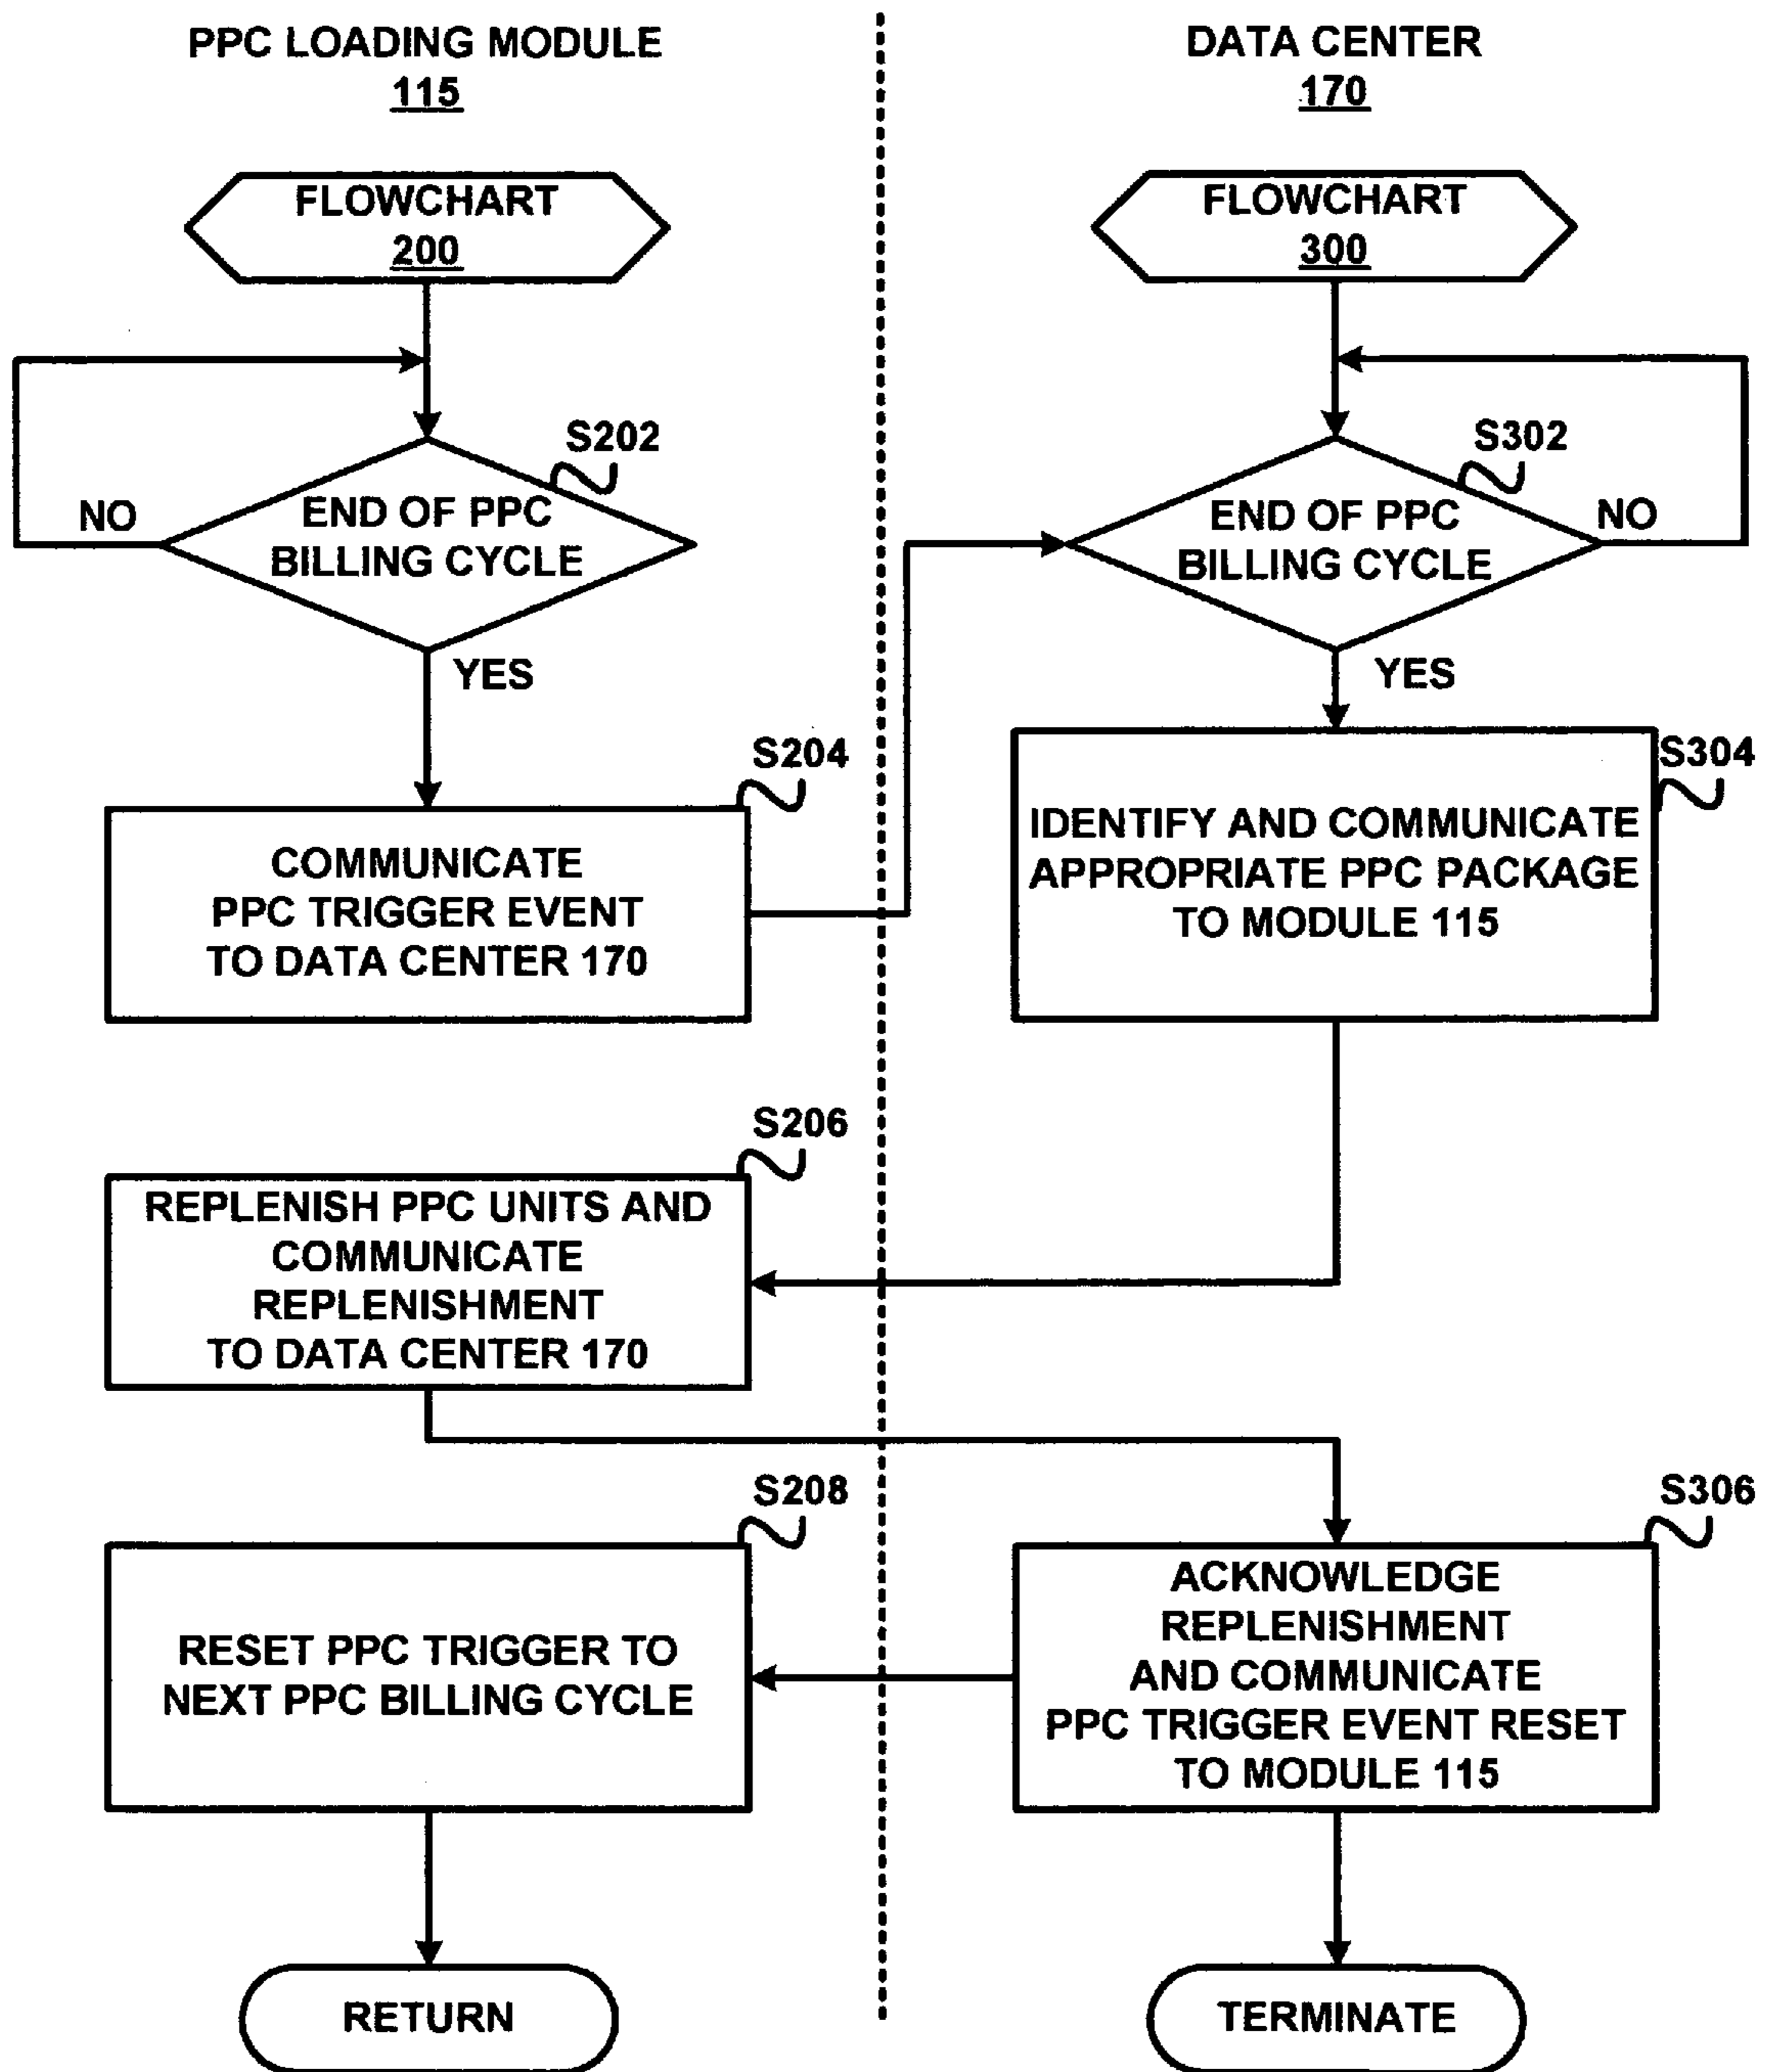 PPC LOADING MODULE
115
FLOWCHART
200
S202
END OF PPC
BILLING CYCLE
NO
YES
S204
COMMUNICATE
PPC TRIGGER EVENT
TO DATA CENTER 170
S206
REPLENISH PPC UNITS AND
COMMUNICATE
REPLENISHMENT
TO DATA CENTER 170
S208
RESET PPC TRIGGER TO
NEXT PPC BILLING CYCLE
RETURN
DATA CENTER
170
FLOWCHART
300
S302
END OF PPC
BILLING CYCLE
NO
YES
S304
IDENTIFY AND COMMUNICATE
APPROPRIATE PPC PACKAGE
TO MODULE 115
S306
ACKNOWLEDGE
REPLENISHMENT
AND COMMUNICATE
PPC TRIGGER EVENT RESET
TO MODULE 115
TERMINATE